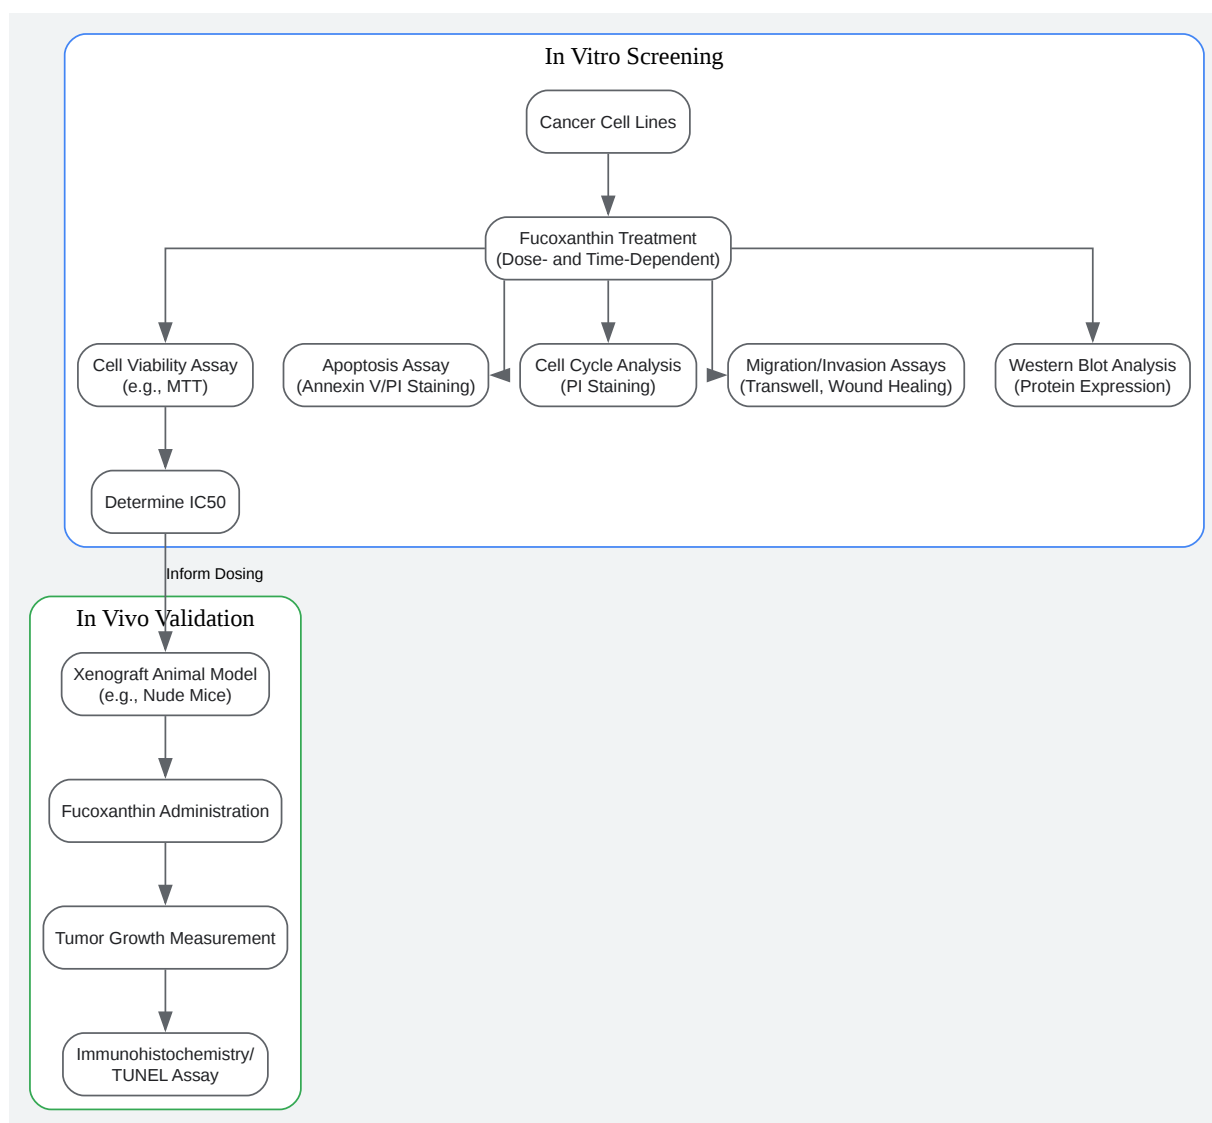 In Vitro Screening
Cancer Cell Lines
Fucoxanthin Treatment
(Dose- and Time-Dependent)
Cell Viability Assay
(e.g., MTT)
Apoptosis Assay
(Annexin V/PI Staining)
Cell Cycle Analysis
(PI Staining)
Migration/Invasion Assays
(Transwell, Wound Healing)
Western Blot Analysis
(Protein Expression)
Determine IC50
Inform Dosing
In Vivo Validation
Xenograft Animal Model
(e.g., Nude Mice)
Fucoxanthin Administration
Tumor Growth Measurement
Immunohistochemistry/
TUNEL Assay